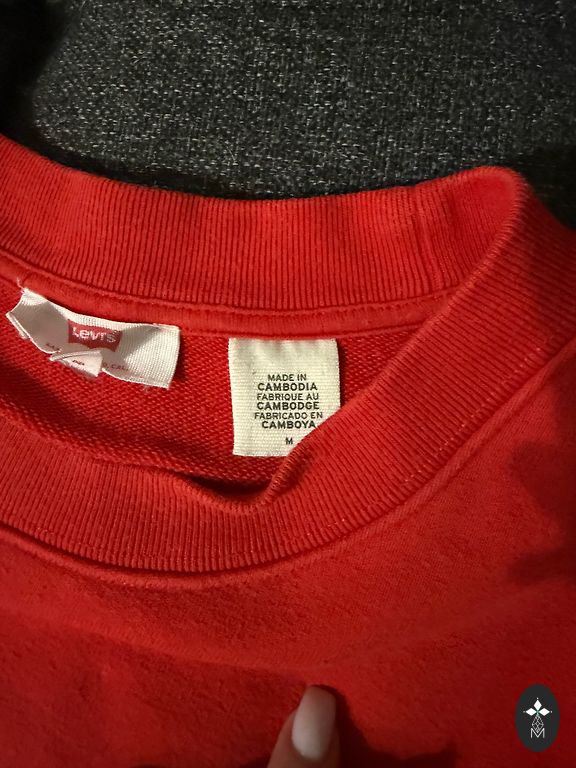 Levi's
MADE IN
CAMBODIA
FABRIQUE AU
CAMBODGE
FABRICADO EN
CAMBOYA
M